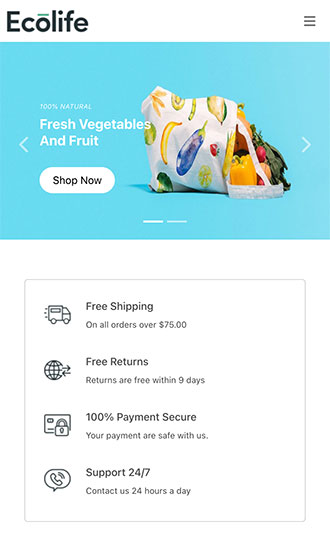 Ecolife
100% NATURAL
Fresh Vegetables
And Fruit
Shop Now
Free Shipping
On all orders over $75.00
Free Returns
Returns are free within 9 days
100% Payment Secure
Your payment are safe with us.
Support 24/7
Contact us 24 hours a day